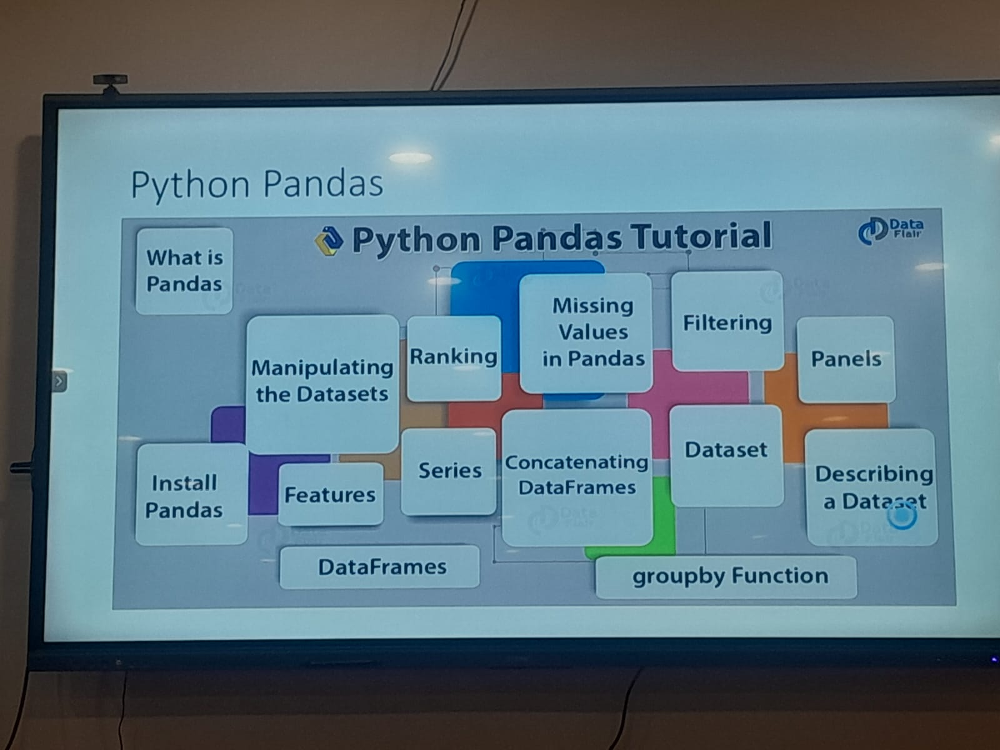 Python Pandas
Python Pandas Tutorial
Data
Flair
What is
Pandas
Manipulating
the Datasets
Ranking
Missing
Values
in Pandas
Filtering
Panels
Install
Pandas
Features
Series
Concatenating
DataFrames
Dataset
Describing
a Dataset
DataFrames
groupby Function